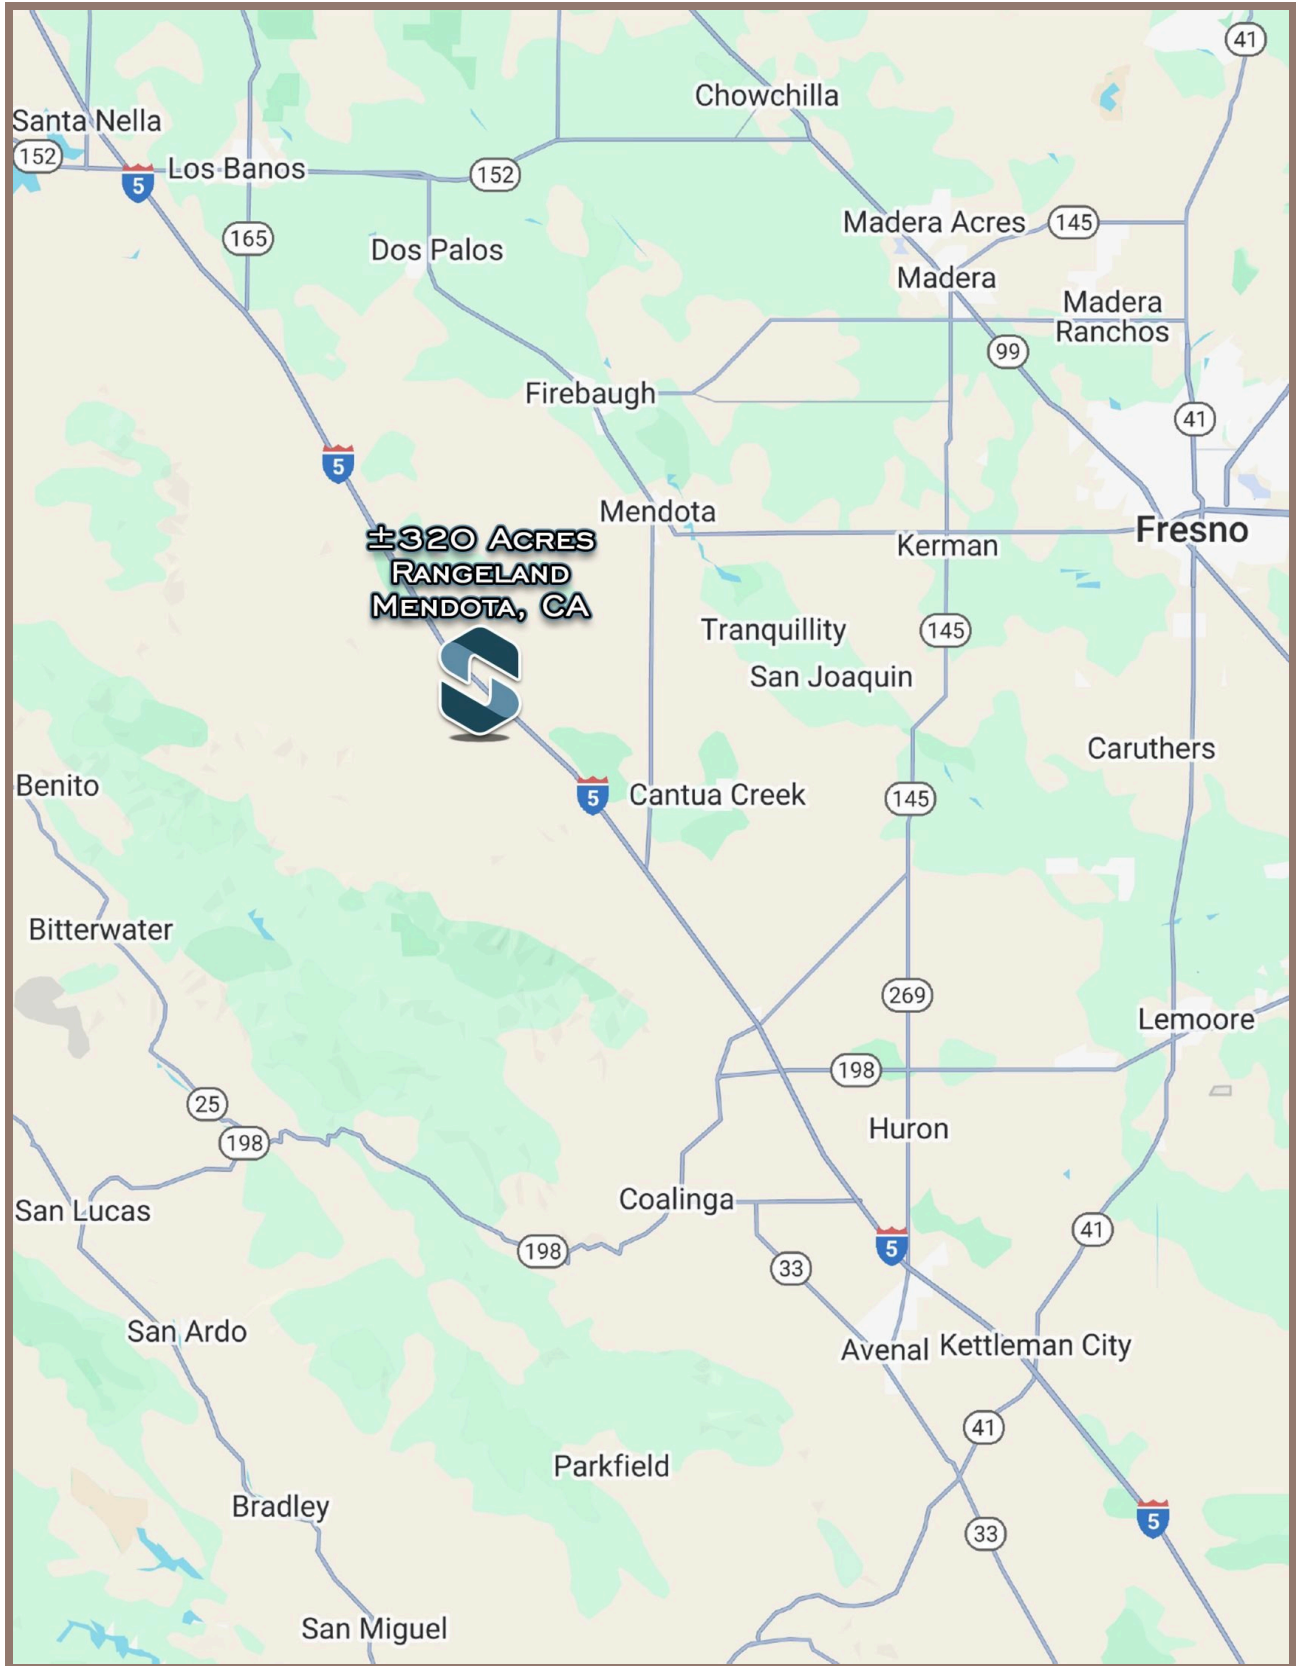 41
Chowchilla
Santa Nella
152
5
Los Banos
152
165
Dos Palos
Madera Acres
145
Madera
Madera
Ranchos
99
Firebaugh
41
5
Mendota
Fresno
Kerman
±320 Acres
Rangeland
Mendota, CA
Tranquillity
145
San Joaquin
Caruthers
Benito
5
Cantua Creek
145
Bitterwater
269
Lemoore
198
25
198
Huron
Coalinga
San Lucas
41
5
198
33
San Ardo
Avenal
Kettleman City
41
Parkfield
Bradley
5
33
San Miguel